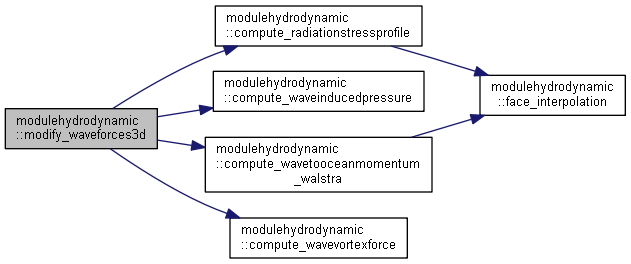 modulehydrodynamic
::modify_waveforces3d
modulehydrodynamic
::compute_radiationstressprofile
modulehydrodynamic
::compute_waveinducedpressure
modulehydrodynamic
::compute_wavetooceanmomentum
_walstra
modulehydrodynamic
::compute_wavevortexforce
modulehydrodynamic
::face_interpolation